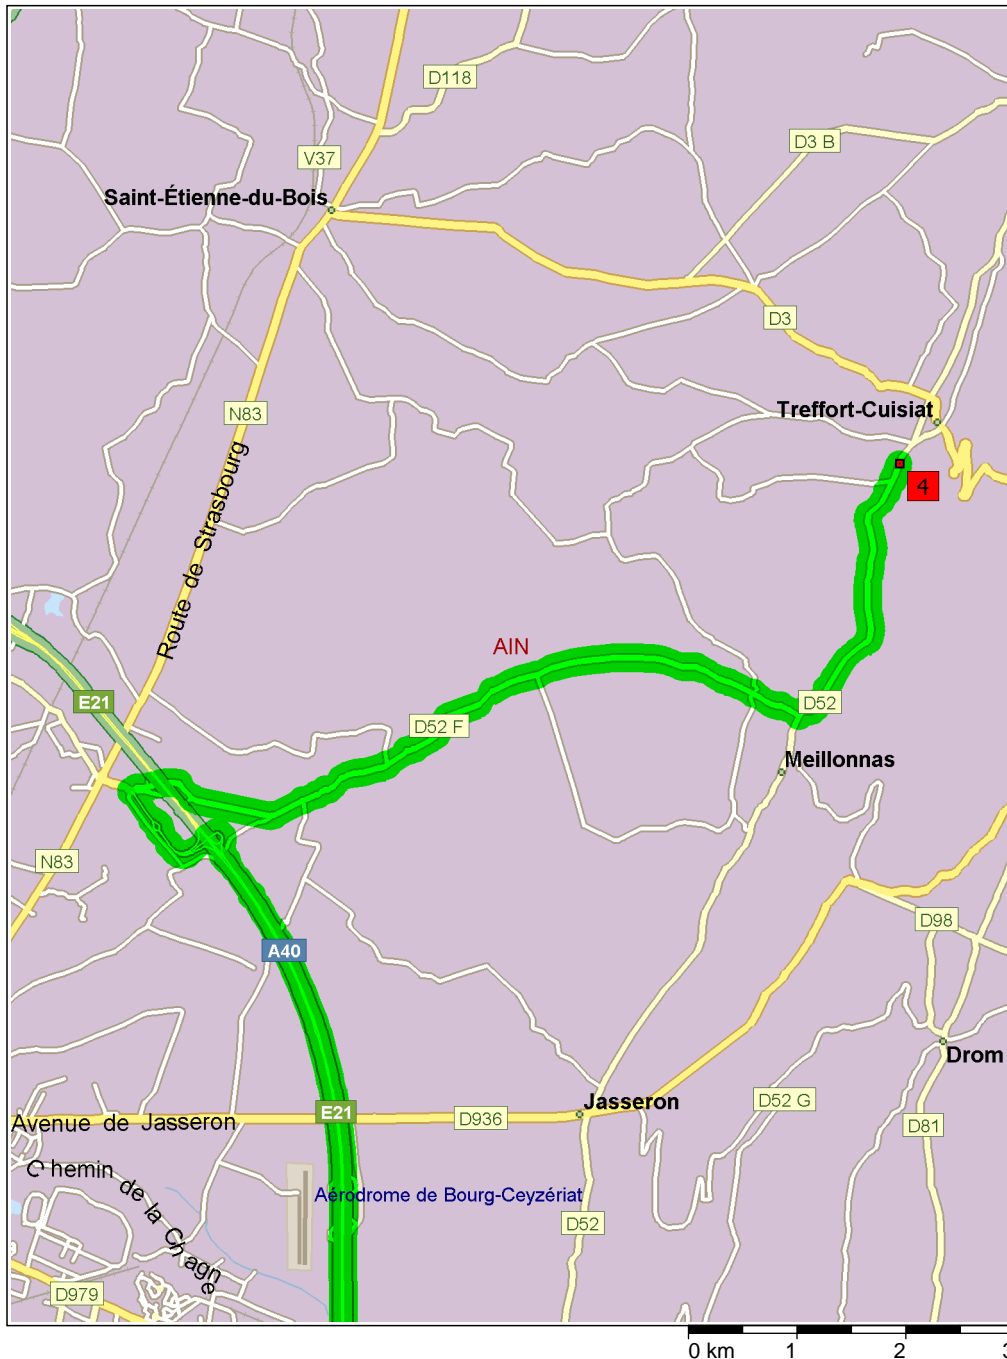 D118
D3 B
V37
Saint-Étienne-du-Bois
D3
N83
Treffort-Cuisiat
4
Route de Strasbourg
AIN
E21
D52
D52 F
Meillonnas
N83
D98
A40
Drom
Jasseron
D52 G
E21
D936
Avenue de Jasseron
D81
Chemin de la Chagne
Aérodrome de Bourg-Ceyzériat
D52
D979
0 km 1 2 3